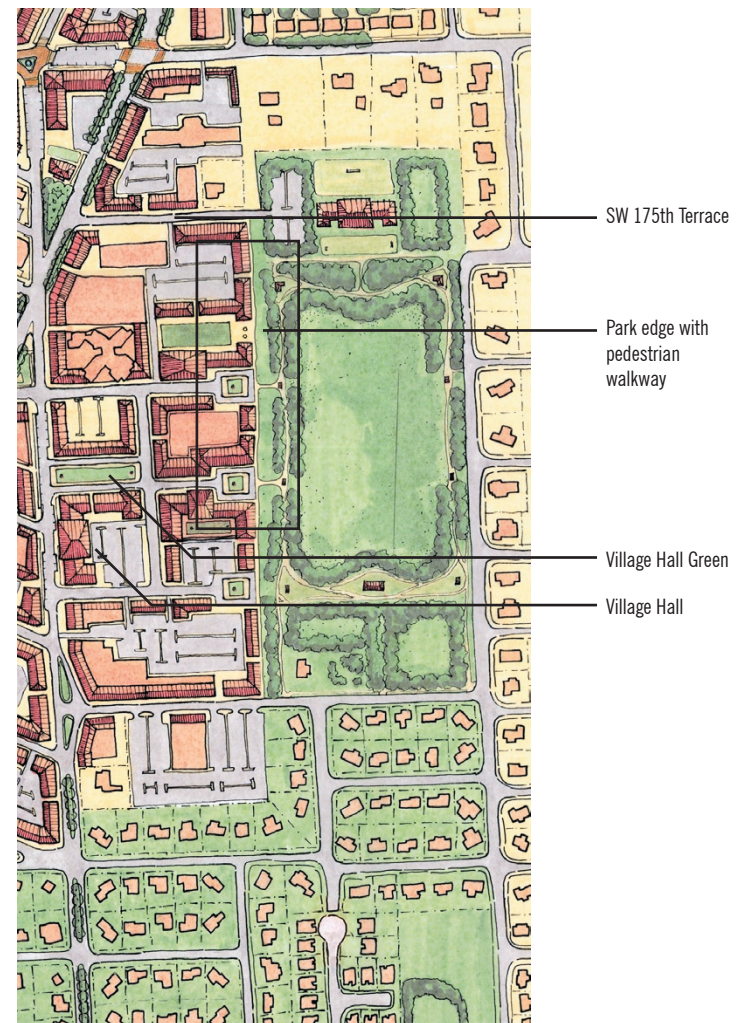 SW 175th Terrace
Park edge with
pedestrian
walkway
Village Hall Green
Village Hall